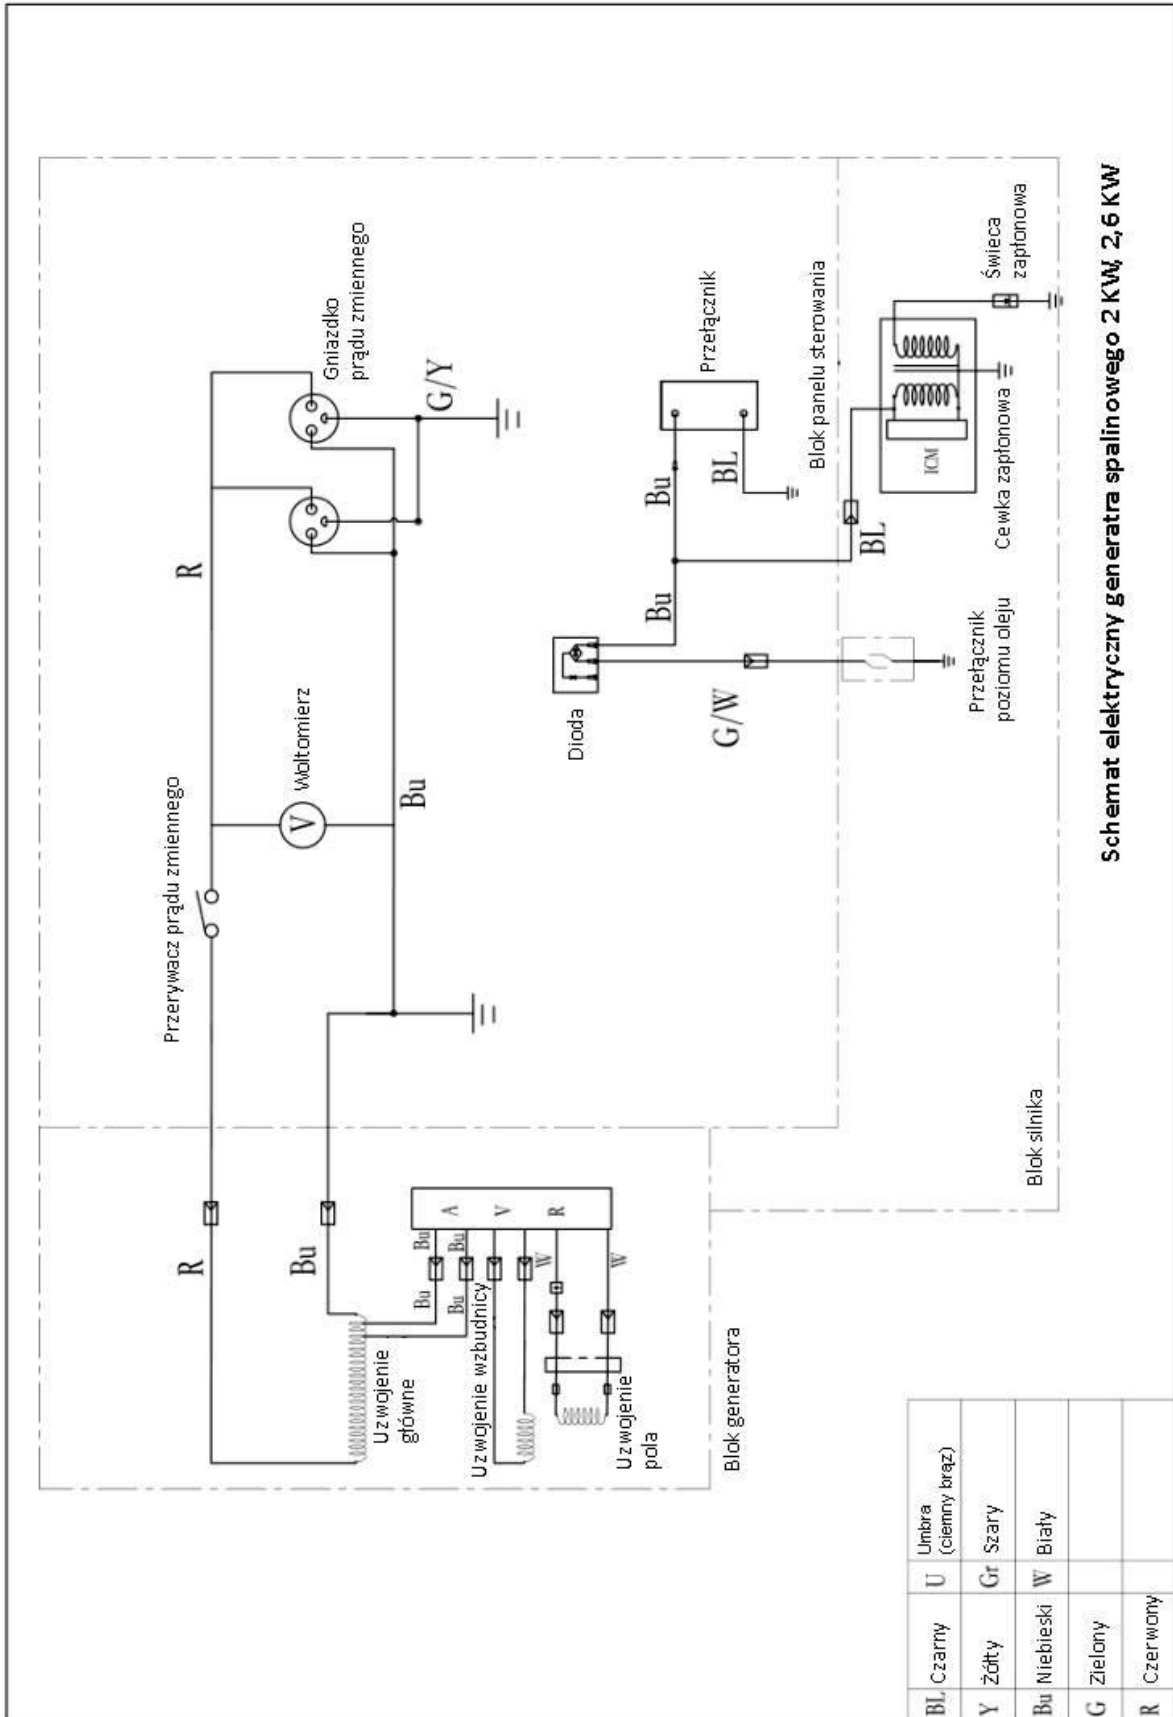 Przerywacz prądu zmiennego
R
R
Gniazdko
prądu zmiennego
Woltomierz
V
G/Y
Bu
Bu
Uzwojenie
główne
Bu
Bu
Bu
Bu
A
V
R
Uzwojenie wzbudnicy
W
W
Uzwojenie
pola
Blok generatora
Dioda
Bu
Bu
BL
Przełącznik
G/W
Blok panelu sterowania
BL
ICM
Cewka zapłonowa
Świeca
zapłonowa
Przełącznik
poziomu oleju
Blok silnika
Schemat elektryczny generatra spalinowego 2 KW, 2,6 KW
BL Czarny U Umbra
(ciemny brąz)
Y Żółty Gr Szary
Bu Niebieski W Biały
G Zielony
R Czerwony